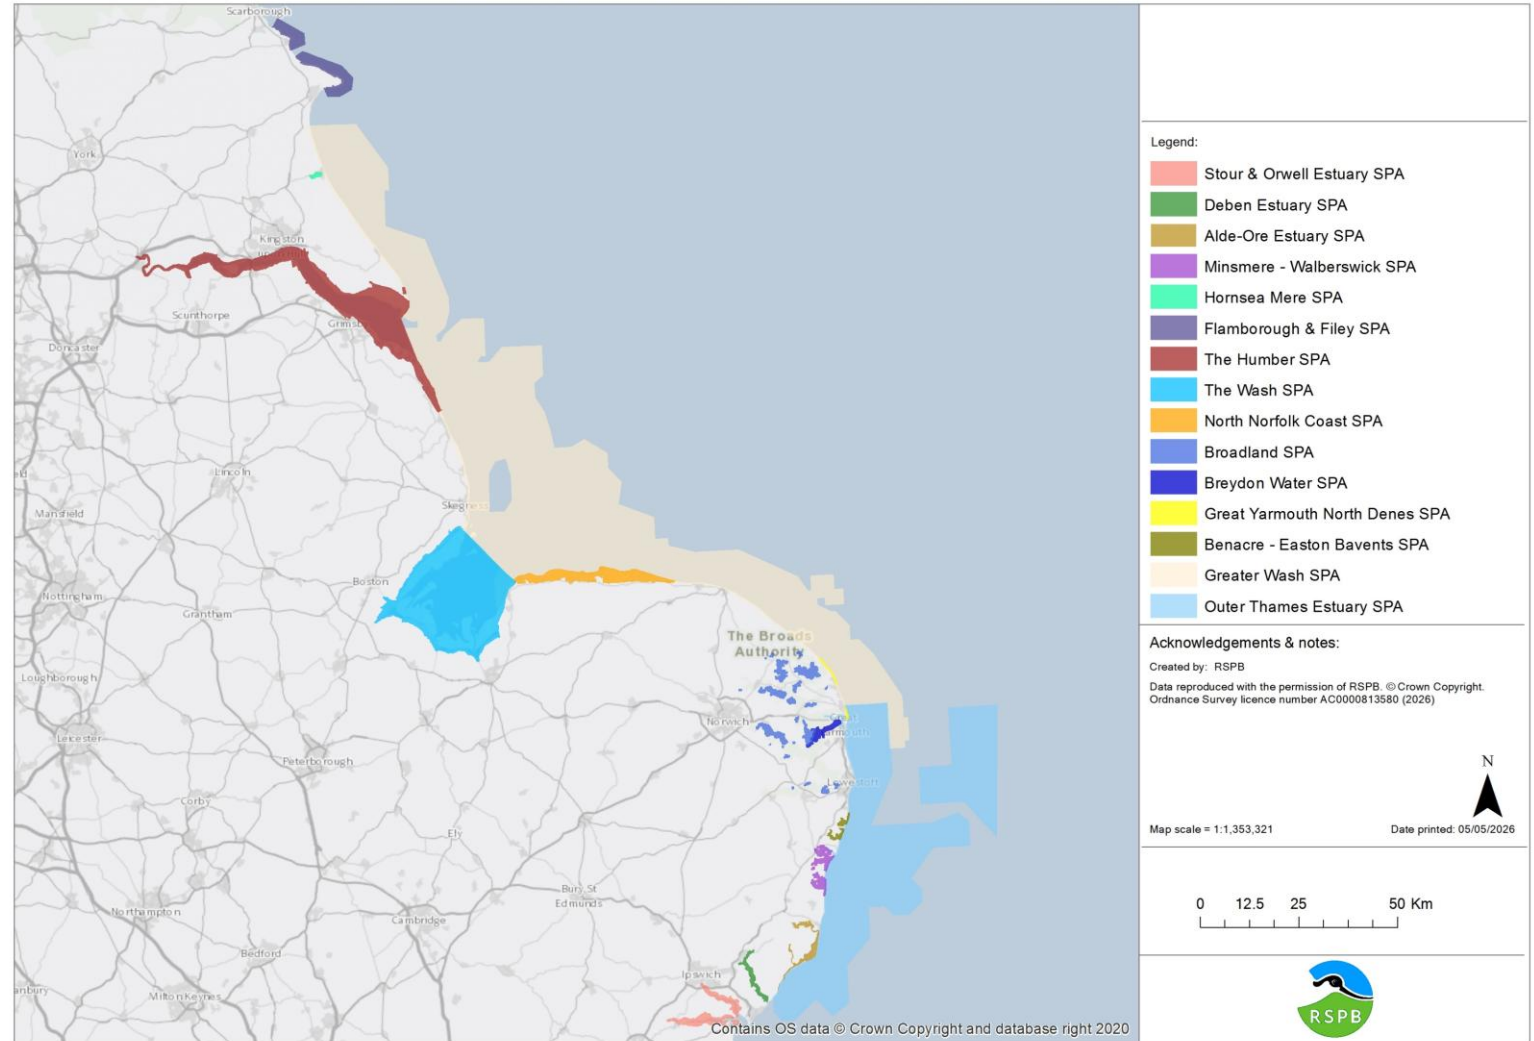 Scarborough
York
Kingston
Scunthorpe
Doncaster
Lincoln
Mansfield
Boston
Nottingham
Grantham
The Broads
Authority
Loughborough
Norwich
Leicester
Peterborough
Lowestoft
Corby
Ely
Bury St
Edmunds
Northampton
Cambridge
Bedford
Ipswich
Milton Keynes
Contains OS data © Crown Copyright and database right 2020
Legend:
Stour & Orwell Estuary SPA
Deben Estuary SPA
Alde-Ore Estuary SPA
Minsmere - Walberswick SPA
Hornsea Mere SPA
Flamborough & Filey SPA
The Humber SPA
The Wash SPA
North Norfolk Coast SPA
Broadland SPA
Breydon Water SPA
Great Yarmouth North Denes SPA
Benacre - Easton Bavents SPA
Greater Wash SPA
Outer Thames Estuary SPA
Acknowledgements & notes:
Created by: RSPB
Data reproduced with the permission of RSPB. © Crown Copyright.
Ordnance Survey licence number AC0000813580 (2026)
N
Map scale = 1:1,353,321
Date printed: 05/05/2026
0 12.5 25 50 Km
RSPB